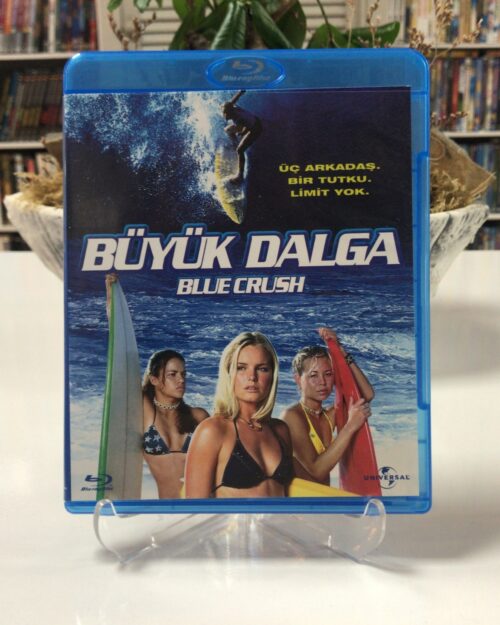 Blu-ray Disc
ÜÇ ARKADAŞ.
BİR TUTKU.
LİMİT YOK.
BÜYÜK DALGA
BLUE CRUSH
Blu-ray Disc
UNIVERSAL